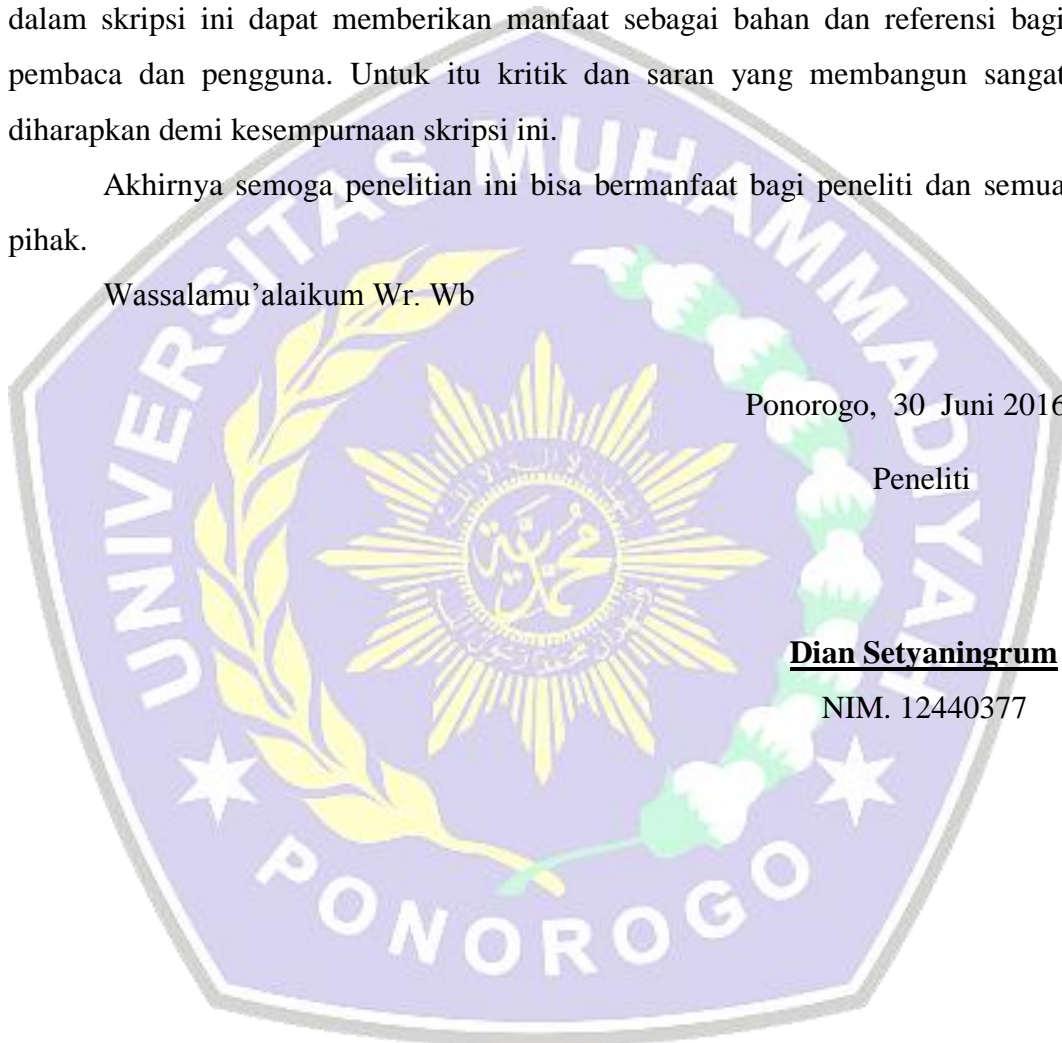 dalam skripsi ini dapat memberikan manfaat sebagai bahan dan referensi bagi
pembaca dan pengguna. Untuk itu kritik dan saran yang membangun sangat
diharapkan demi kesempurnaan skripsi ini.
Akhirnya semoga penelitian ini bisa bermanfaat bagi peneliti dan semua
pihak.
Wassalamu’alaikum Wr. Wb
Ponorogo, 30 Juni 2016
Peneliti
Dian Setyaningrum
NIM. 12440377
UNIVERSITAS MUHAMMADIYAH
PONOROGO
محمدية